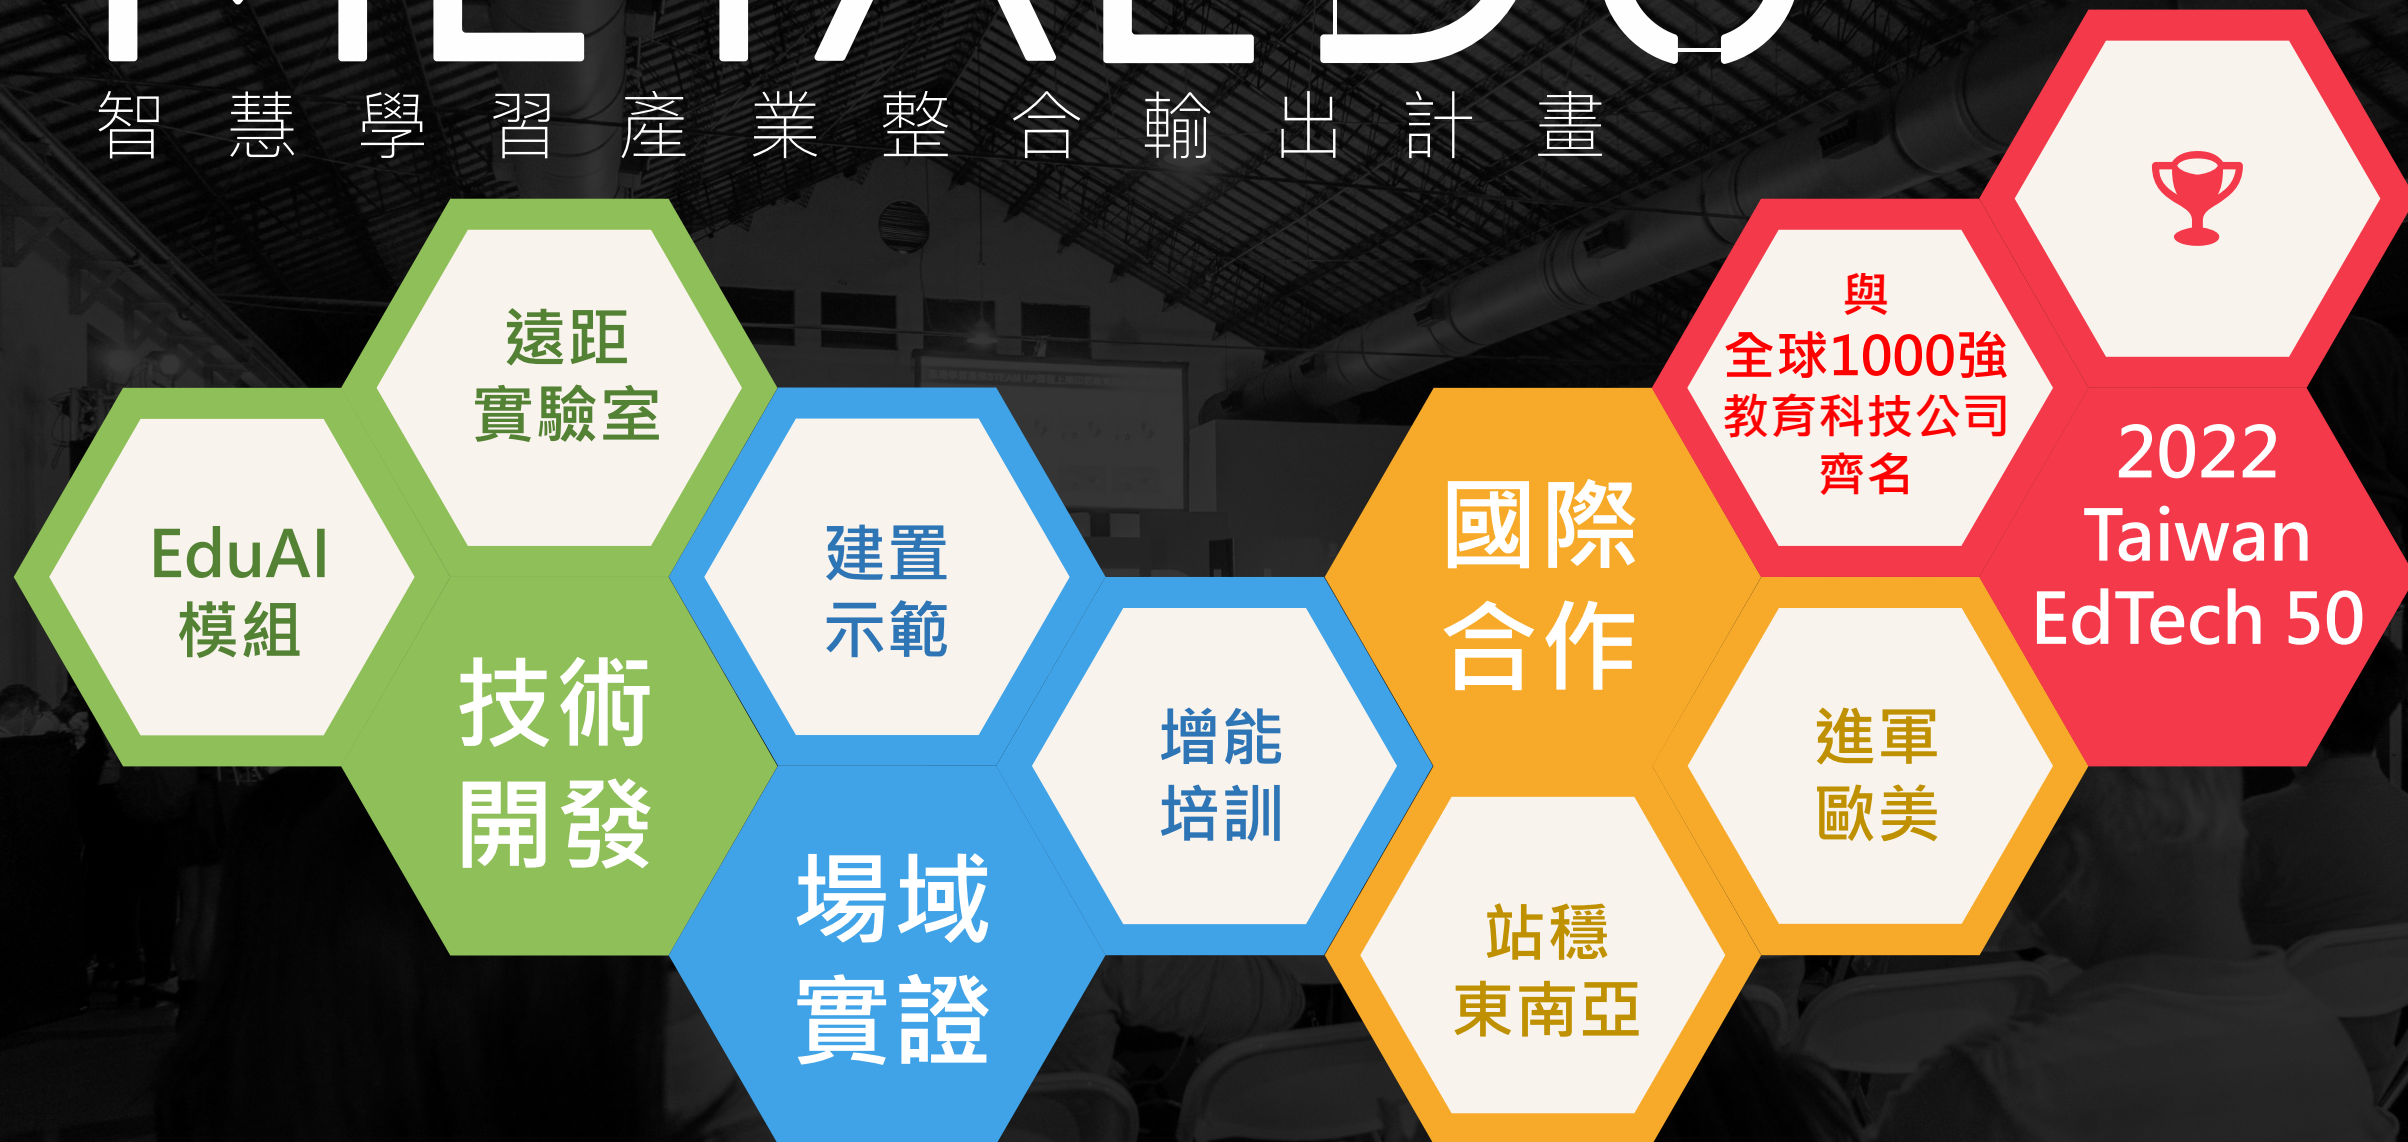 METAEDU
智慧學習產業整合輸出計畫
遠距
實驗室
EduAI
模組
技術
開發
建置
示範
場域
實證
增能
培訓
國際
合作
站穩
東南亞
進軍
歐美
與
全球1000強
教育科技公司
齊名
2022
Taiwan
EdTech 50